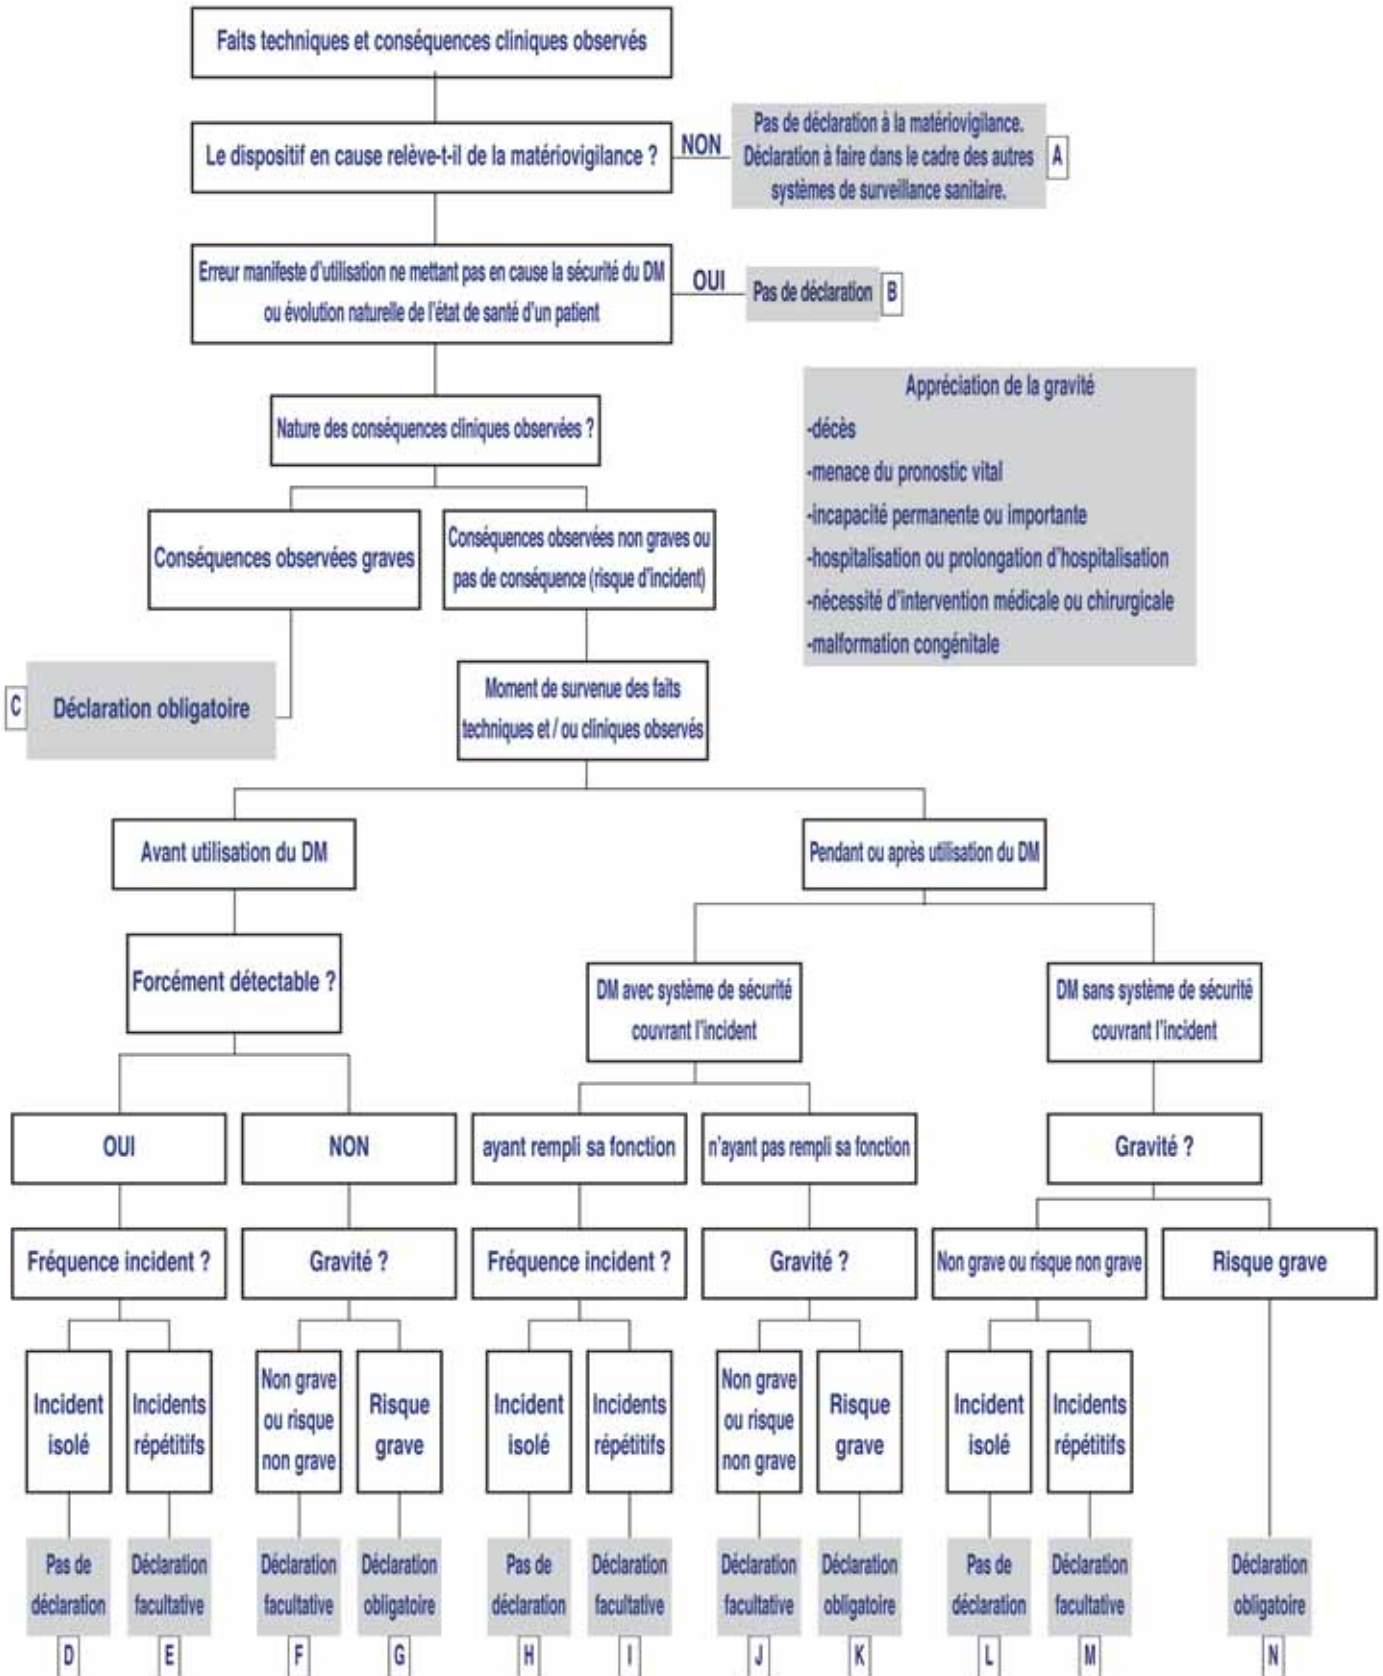 Faits techniques et conséquences cliniques observés
Le dispositif en cause relève-t-il de la matériovigilance ?
NON
Pas de déclaration à la matériovigilance.
Déclaration à faire dans le cadre des autres
systèmes de surveillance sanitaire.
A
Erreur manifeste d'utilisation ne mettant pas en cause la sécurité du DM
ou évolution naturelle de l'état de santé d'un patient
OUI
Pas de déclaration
B
Appréciation de la gravité
-décès
-menace du pronostic vital
-incapacité permanente ou importante
-hospitalisation ou prolongation d'hospitalisation
-nécessité d'intervention médicale ou chirurgicale
-malformation congénitale
Nature des conséquences cliniques observées ?
Conséquences observées graves
Conséquences observées non graves ou
pas de conséquence (risque d'incident)
C
Déclaration obligatoire
Moment de survenue des faits
techniques et / ou cliniques observés
Avant utilisation du DM
Pendant ou après utilisation du DM
Forcément détectable ?
DM avec système de sécurité
couvrant l'incident
DM sans système de sécurité
couvrant l'incident
OUI
NON
ayant rempli sa fonction
n'ayant pas rempli sa fonction
Gravité ?
Fréquence incident ?
Gravité ?
Fréquence incident ?
Gravité ?
Non grave ou risque non grave
Risque grave
Incident
isolé
Incidents
répétitifs
Non grave
ou risque
non grave
Risque
grave
Incident
isolé
Incidents
répétitifs
Non grave
ou risque
non grave
Risque
grave
Incident
isolé
Incidents
répétitifs
Pas de
déclaration
Déclaration
facultative
Déclaration
facultative
Déclaration
obligatoire
Pas de
déclaration
Déclaration
facultative
Déclaration
facultative
Déclaration
obligatoire
Pas de
déclaration
Déclaration
facultative
Déclaration
obligatoire
D
E
F
G
H
I
J
K
L
M
N